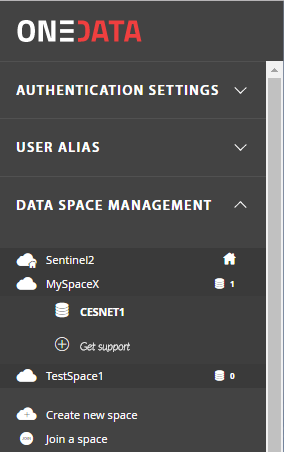 ONEDATA
AUTHENTICATION SETTINGS
USER ALIAS
DATA SPACE MANAGEMENT
Sentinel2
MySpaceX 1
CESNET1
Get support
TestSpace1 0
Create new space
JOIN Join a space